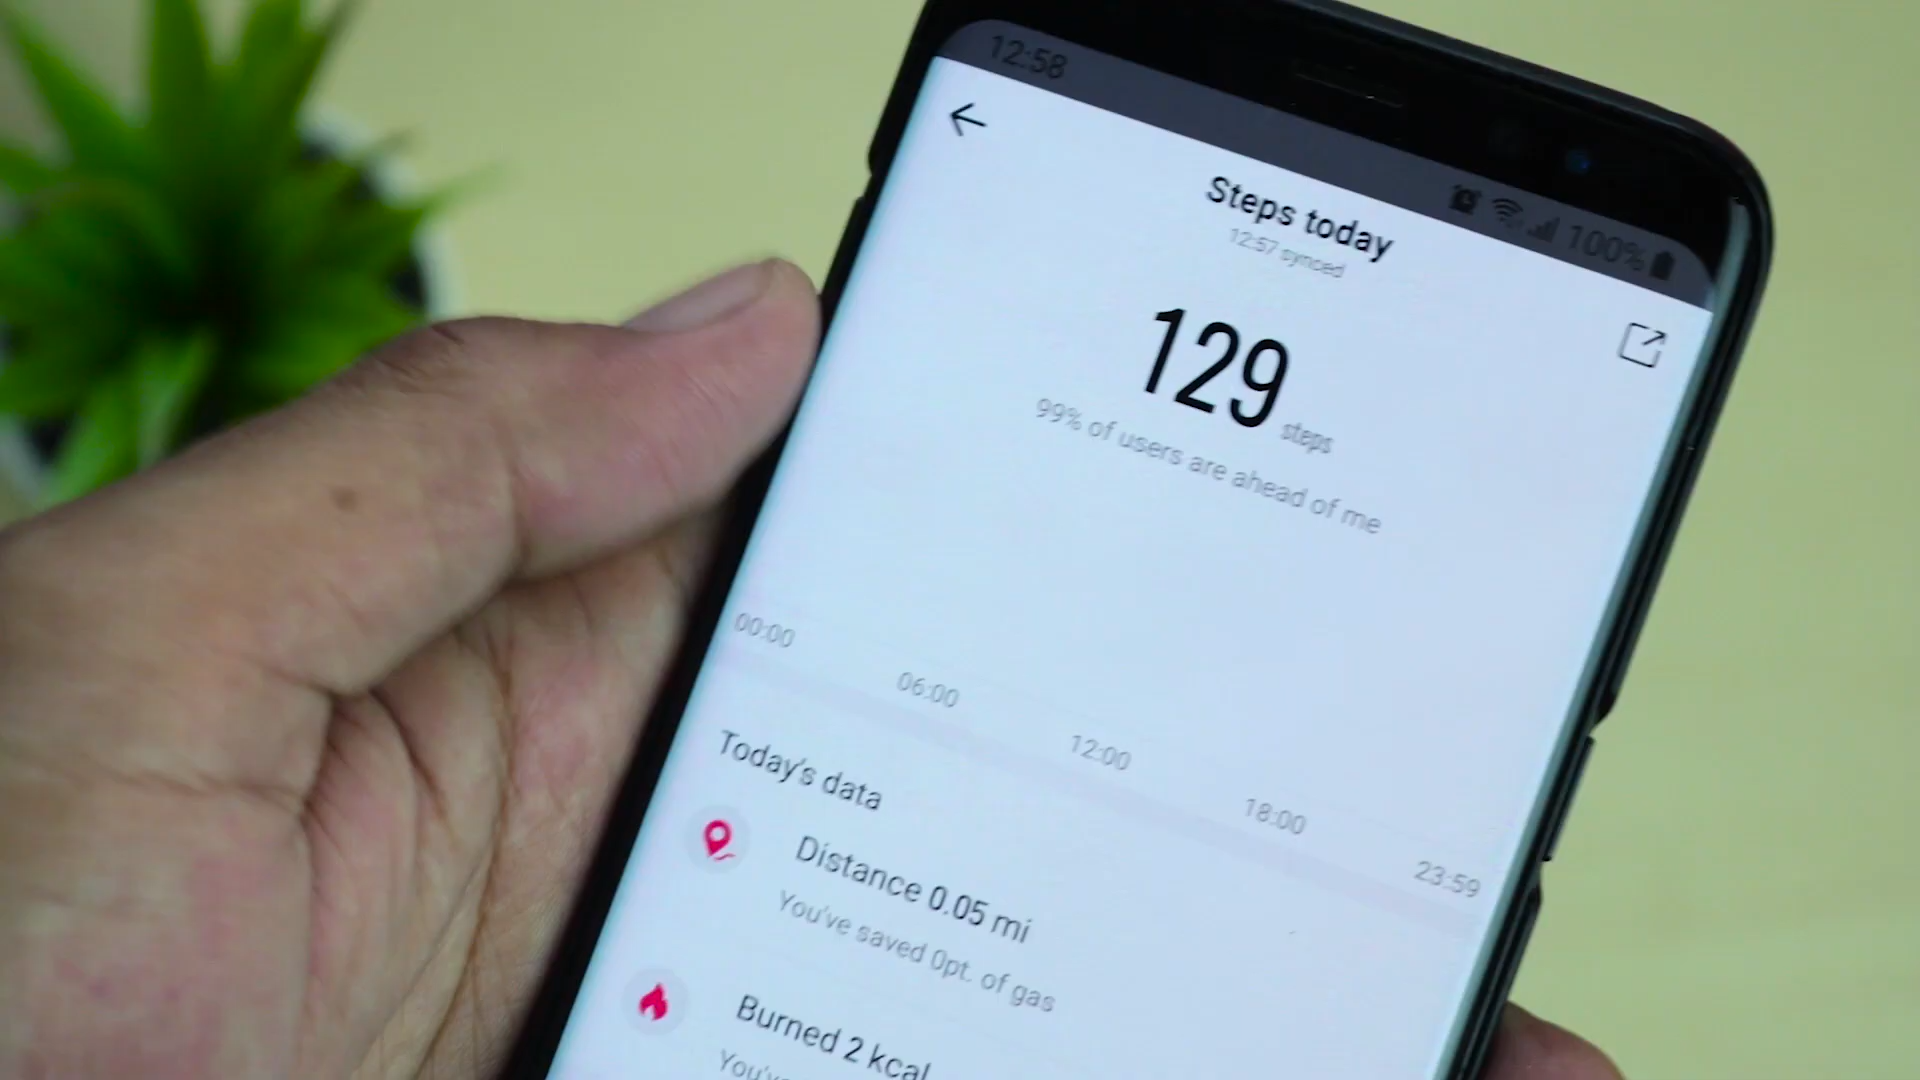 12:58
100%
Steps today
12:57 synced
129 steps
99% of users are ahead of me
00:00
06:00
12:00
18:00
23:59
Today's data
Distance 0.05 mi
You've saved 0pt. of gas
Burned 2 kcal